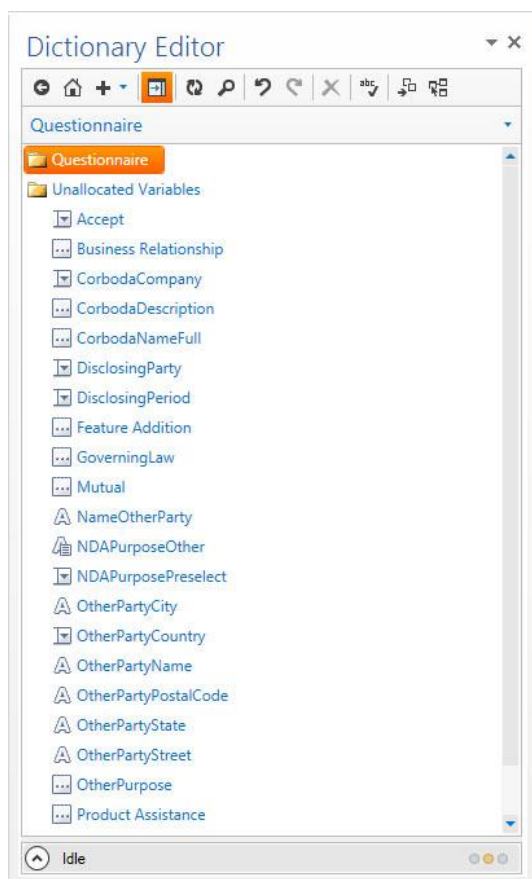 Dictionary Editor
abc
Questionnaire
Questionnaire
Unallocated Variables
Accept
Business Relationship
CorbodaCompany
CorbodaDescription
CorbodaNameFull
DisclosingParty
DisclosingPeriod
Feature Addition
GoverningLaw
Mutual
NameOtherParty
NDAPurposeOther
NDAPurposePreselect
OtherPartyCity
OtherPartyCountry
OtherPartyName
OtherPartyPostalCode
OtherPartyState
OtherPartyStreet
OtherPurpose
Product Assistance
Idle